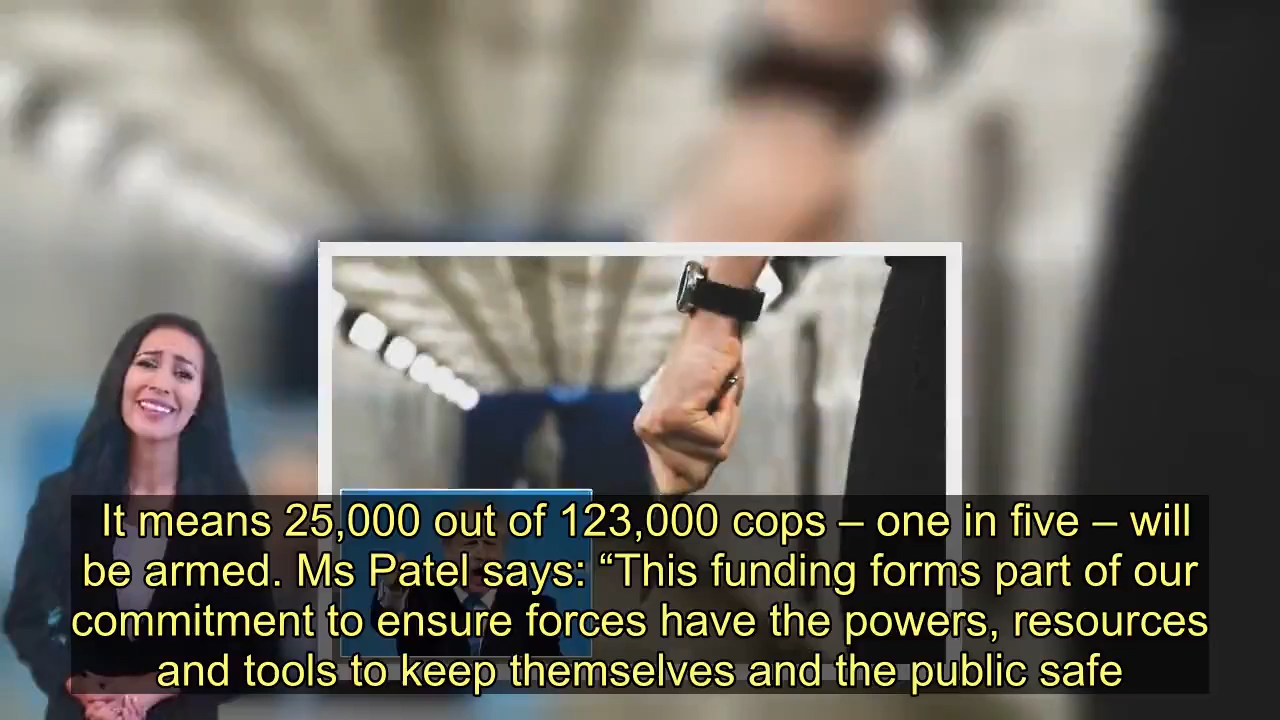 It means 25,000 out of 123,000 cops – one in five – will
be armed. Ms Patel says: “This funding forms part of our
commitment to ensure forces have the powers, resources
and tools to keep themselves and the public safe